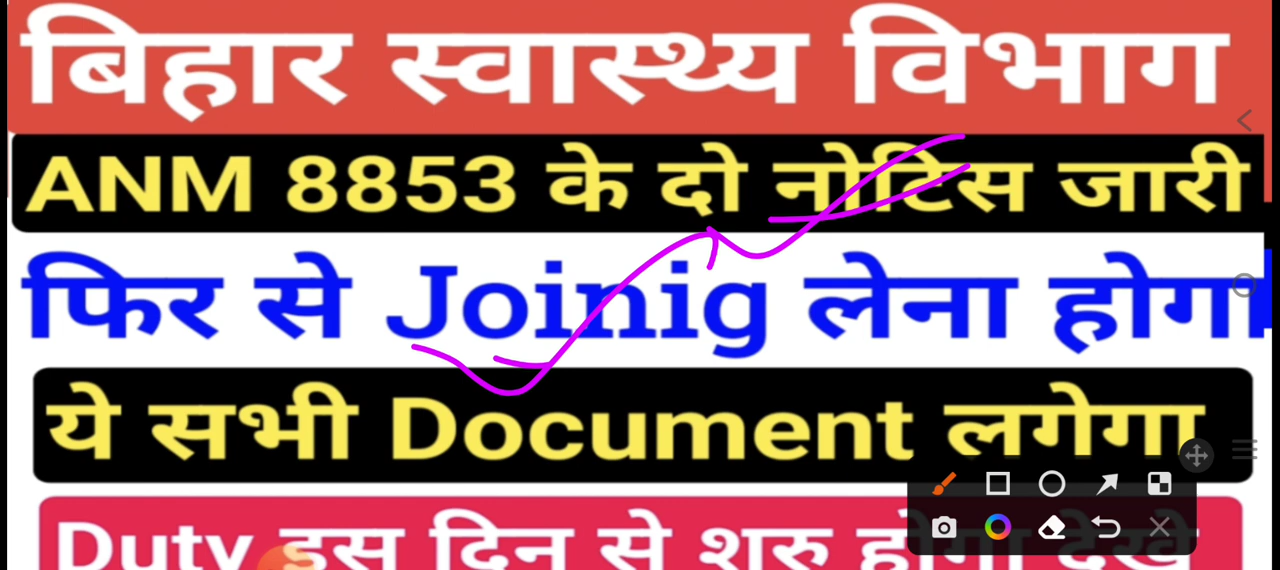 बिहार स्वास्थ्य विभाग
ANM 8853 के दो नोटिस जारी
फिर से Joinig लेना होगा
ये सभी Document लगेगा
Duty इस दिन से शुरु होगा देखे